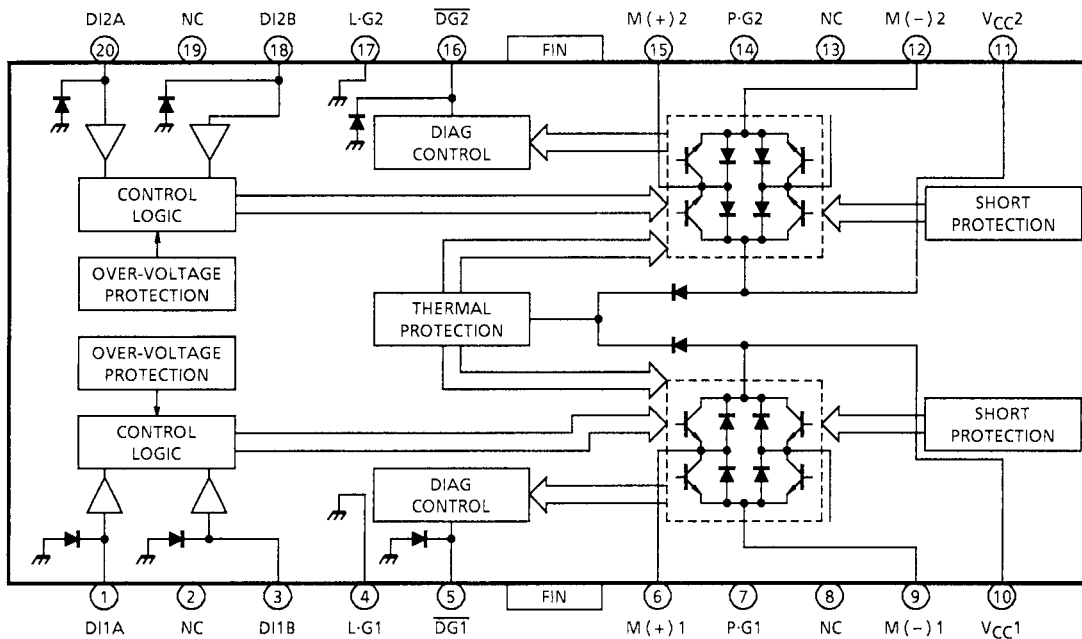 DI2A NC DI2B L·G2 DG2 M(+)2 P·G2 NC M(−)2 VCC2
20 19 18 17 16 FIN 15 14 13 12 11
DIAG
CONTROL
CONTROL
LOGIC
SHORT
PROTECTION
OVER-VOLTAGE
PROTECTION
THERMAL
PROTECTION
OVER-VOLTAGE
PROTECTION
CONTROL
LOGIC
SHORT
PROTECTION
DIAG
CONTROL
1 2 3 4 5 FIN 6 7 8 9 10
DI1A NC DI1B L·G1 DG1 M(+)1 P·G1 NC M(−)1 VCC1